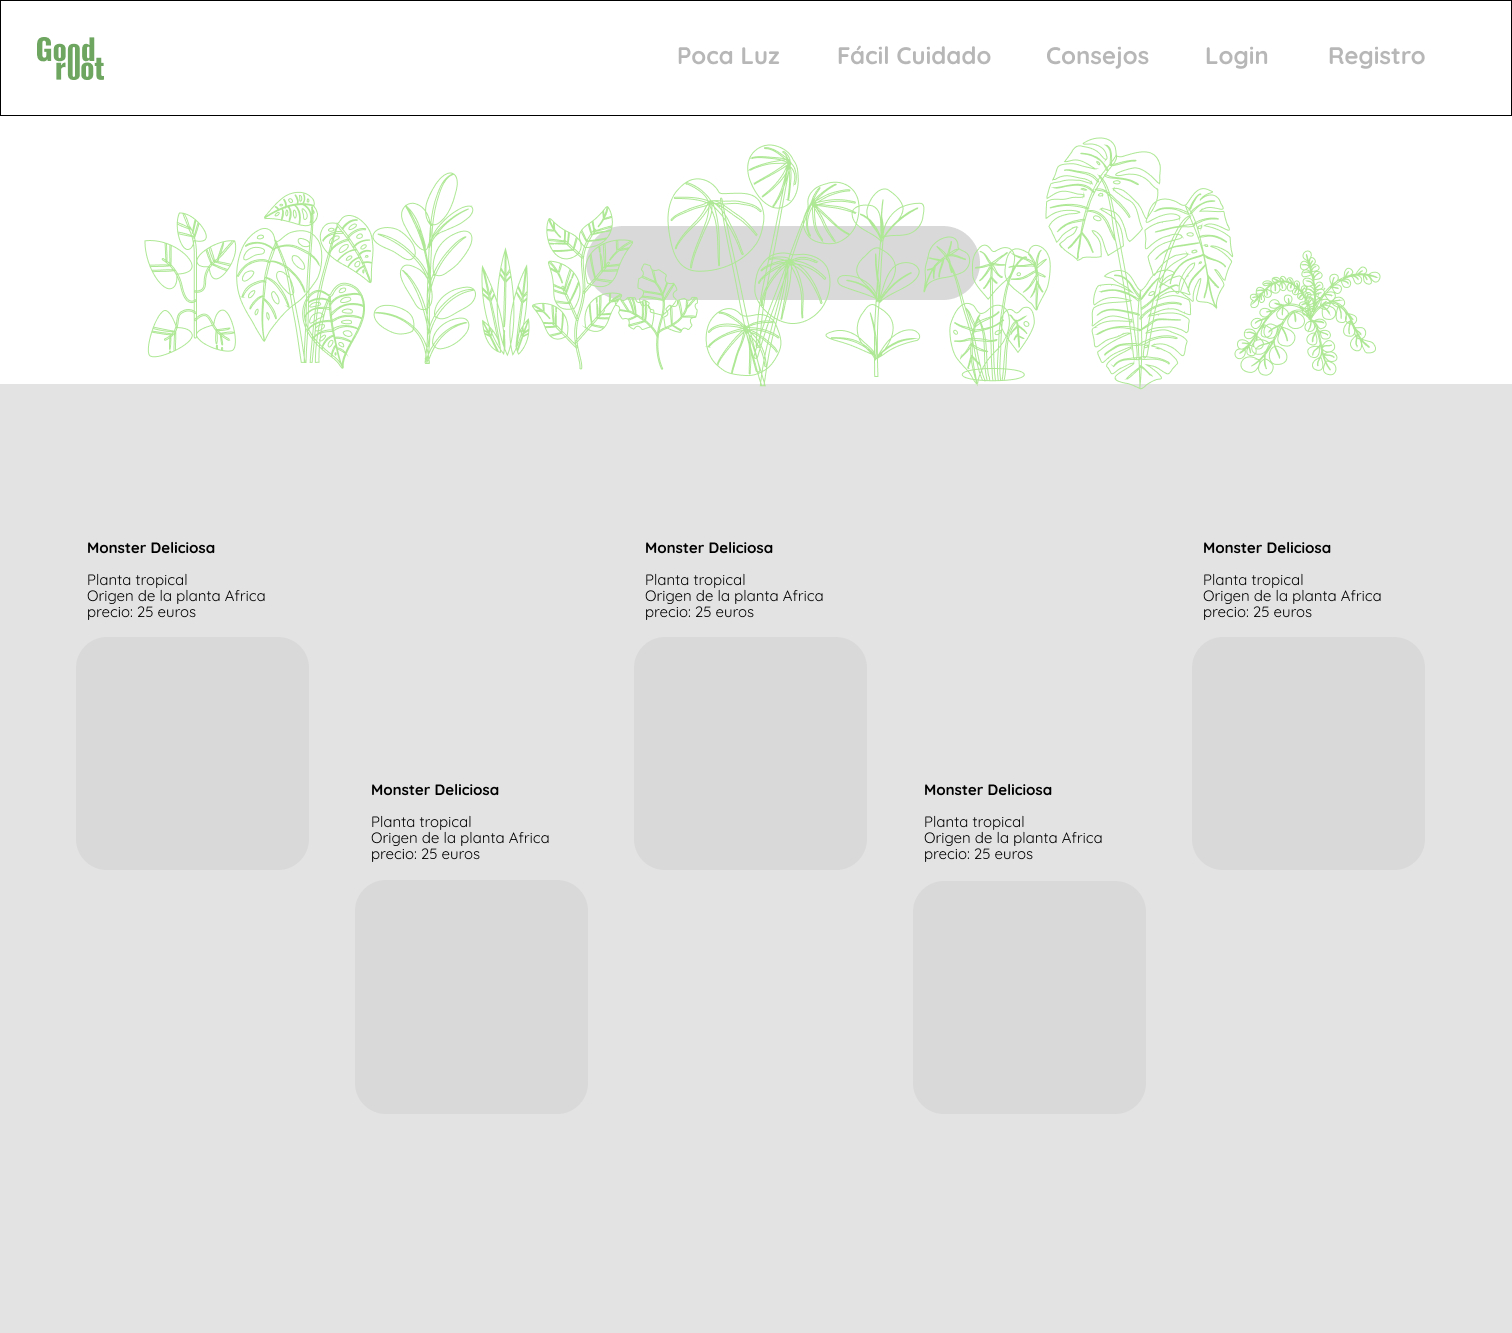 Good
root
Poca Luz Fácil Cuidado Consejos Login Registro
Monster Deliciosa
Planta tropical
Origen de la planta Africa
precio: 25 euros
Monster Deliciosa
Planta tropical
Origen de la planta Africa
precio: 25 euros
Monster Deliciosa
Planta tropical
Origen de la planta Africa
precio: 25 euros
Monster Deliciosa
Planta tropical
Origen de la planta Africa
precio: 25 euros
Monster Deliciosa
Planta tropical
Origen de la planta Africa
precio: 25 euros